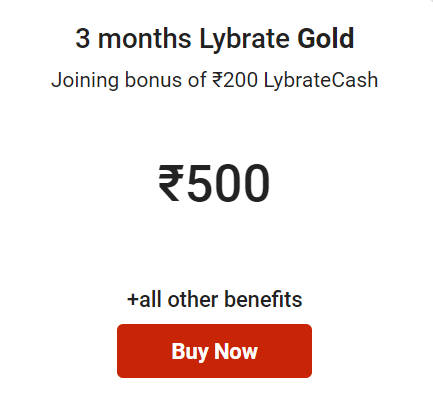 3 months Lybrate Gold
Joining bonus of ₹200 LybrateCash
₹500
+all other benefits
Buy Now